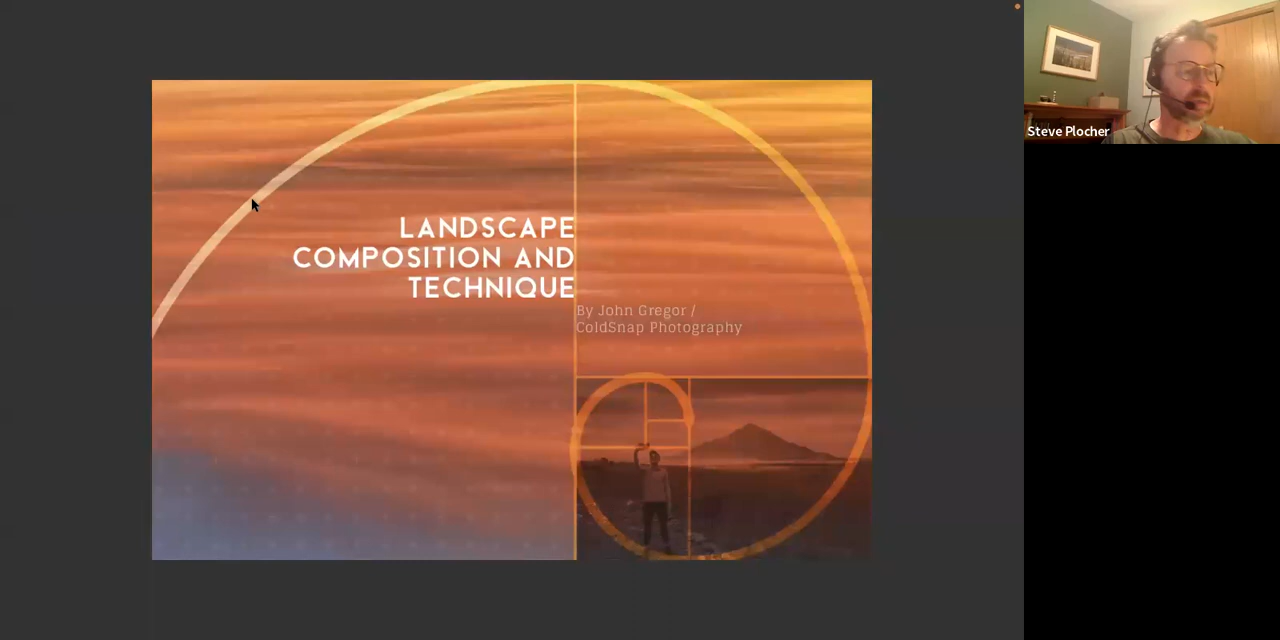 LANDSCAPE
COMPOSITION AND
TECHNIQUE
By John Gregor /
ColdSnap Photography
Steve Plocher